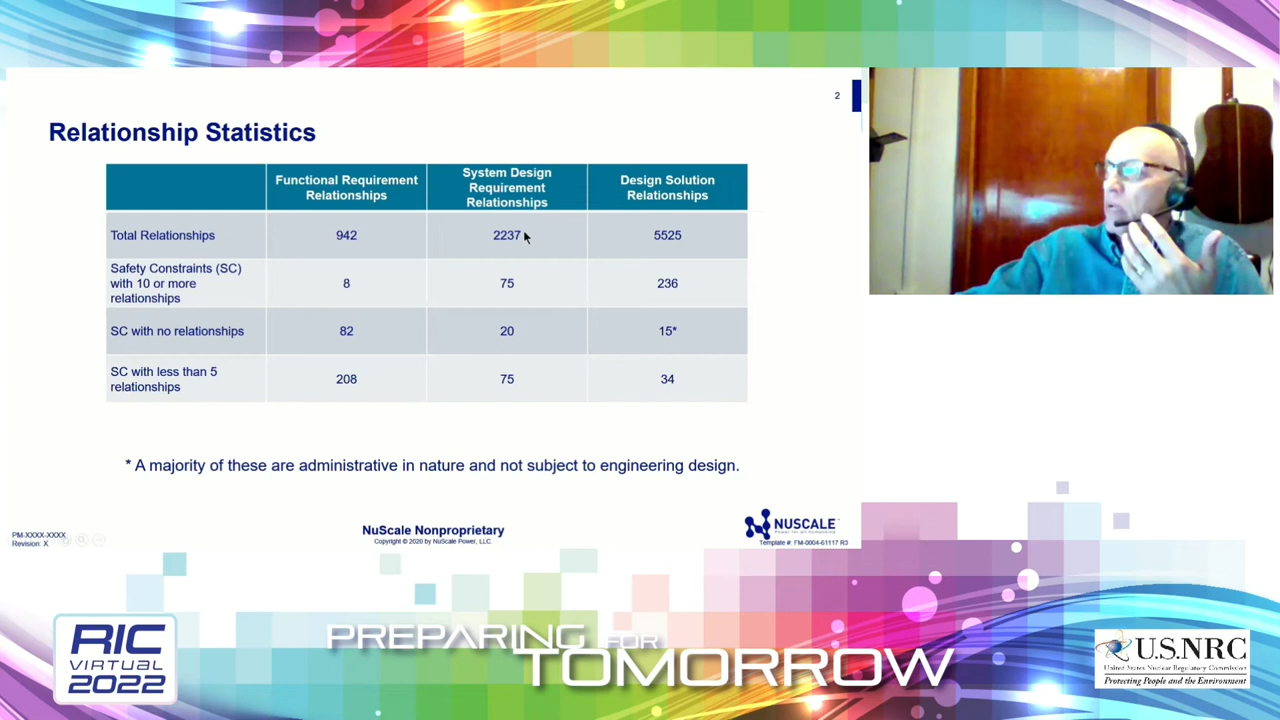 2
Relationship Statistics
Functional Requirement
Relationships
System Design
Requirement
Relationships
Design Solution
Relationships
Total Relationships
942
2237
5525
Safety Constraints (SC)
with 10 or more
relationships
8
75
236
SC with no relationships
82
20
15*
SC with less than 5
relationships
208
75
34
* A majority of these are administrative in nature and not subject to engineering design.
PM-XXXX-XXXX
Revision: X
NuScale Nonproprietary
Copyright © 2020 by NuScale Power, LLC.
NUSCALE
Template #: FM-0004-61117 R3
RIC
VIRTUAL
2022
PREPARING FOR
TOMORROW
U.S.NRC
United States Nuclear Regulatory Commission
Protecting People and the Environment